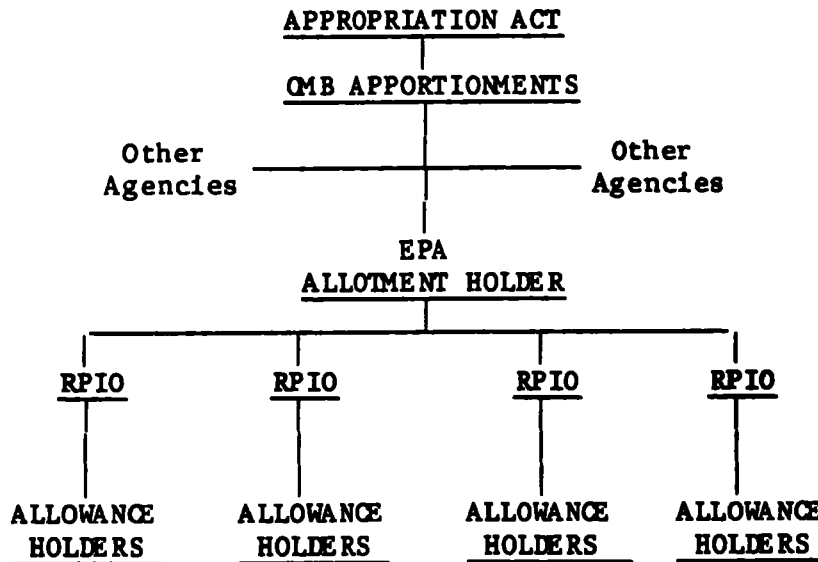 APPROPRIATION ACT
OMB APPORTIONMENTS
Other Agencies
Other Agencies
EPA
ALLOTMENT HOLDER
RPIO
RPIO
RPIO
RPIO
ALLOWANCE HOLDERS
ALLOWANCE HOLDERS
ALLOWANCE HOLDERS
ALLOWANCE HOLDERS